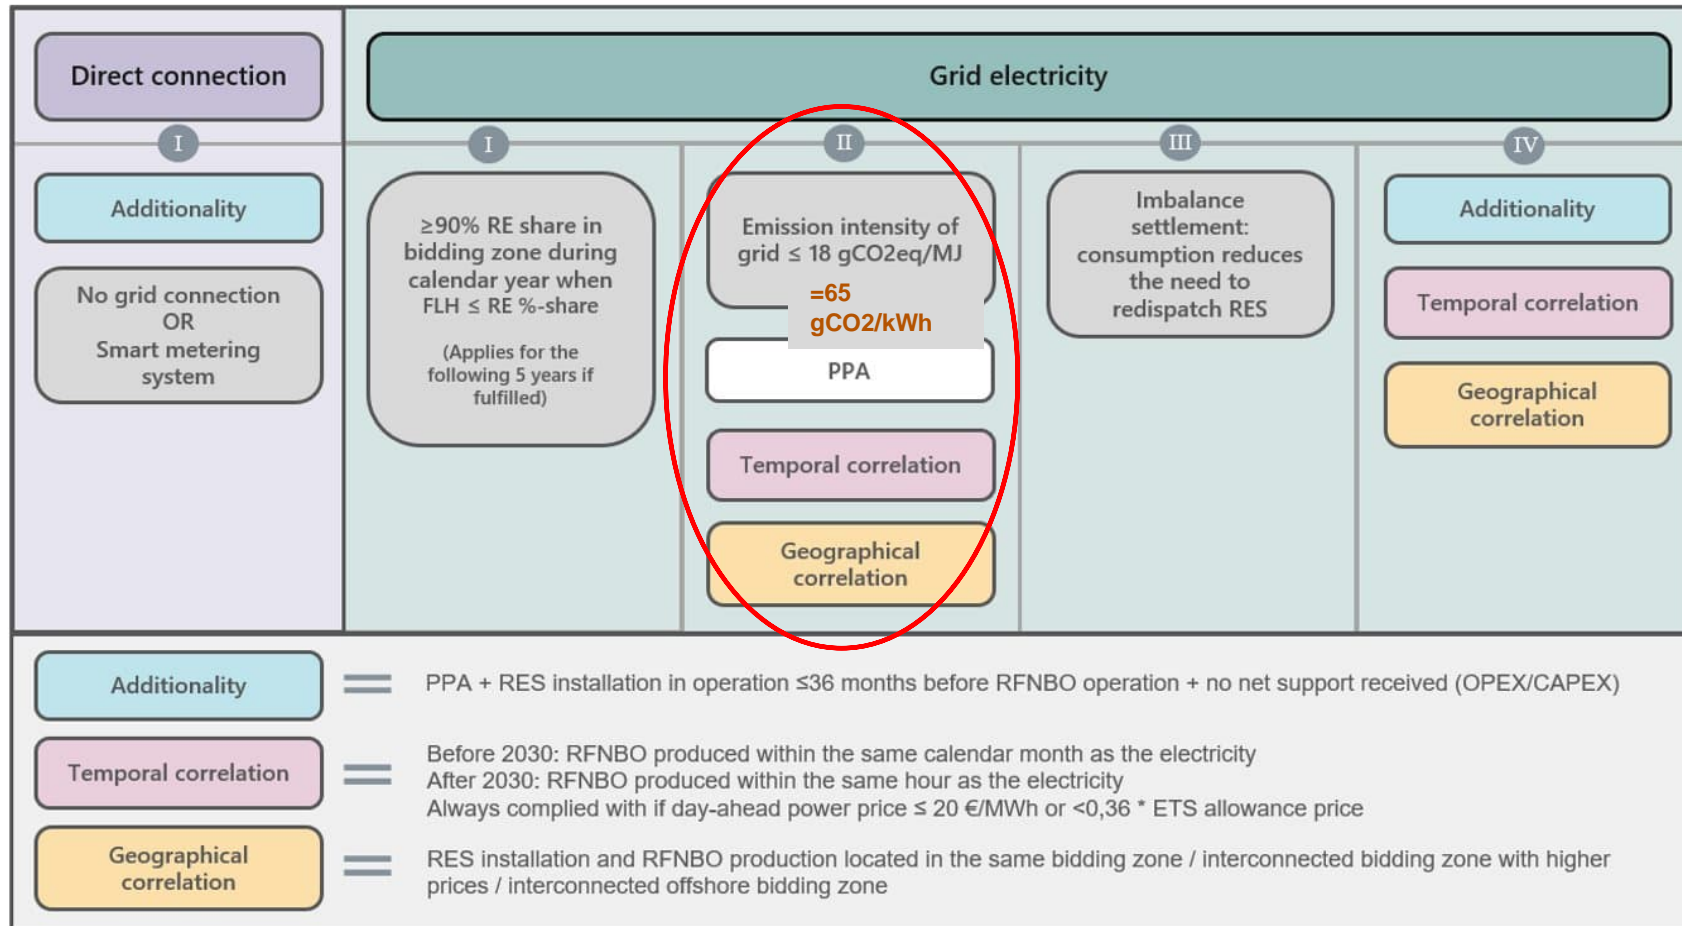 Direct connection
Grid electricity
I
Additionality
No grid connection
OR
Smart metering
system
I
≥90% RE share in
bidding zone during
calendar year when
FLH ≤ RE %-share
(Applies for the
following 5 years if
fulfilled)
II
Emission intensity of
grid ≤ 18 gCO2eq/MJ
=65
gCO2/kWh
PPA
Temporal correlation
Geographical
correlation
III
Imbalance
settlement:
consumption reduces
the need to
redispatch RES
IV
Additionality
Temporal correlation
Geographical
correlation
Additionality
= PPA + RES installation in operation ≤36 months before RFNBO operation + no net support received (OPEX/CAPEX)
Temporal correlation
= Before 2030: RFNBO produced within the same calendar month as the electricity
After 2030: RFNBO produced within the same hour as the electricity
Always complied with if day-ahead power price ≤ 20 €/MWh or <0,36 * ETS allowance price
Geographical
correlation
= RES installation and RFNBO production located in the same bidding zone / interconnected bidding zone with higher
prices / interconnected offshore bidding zone